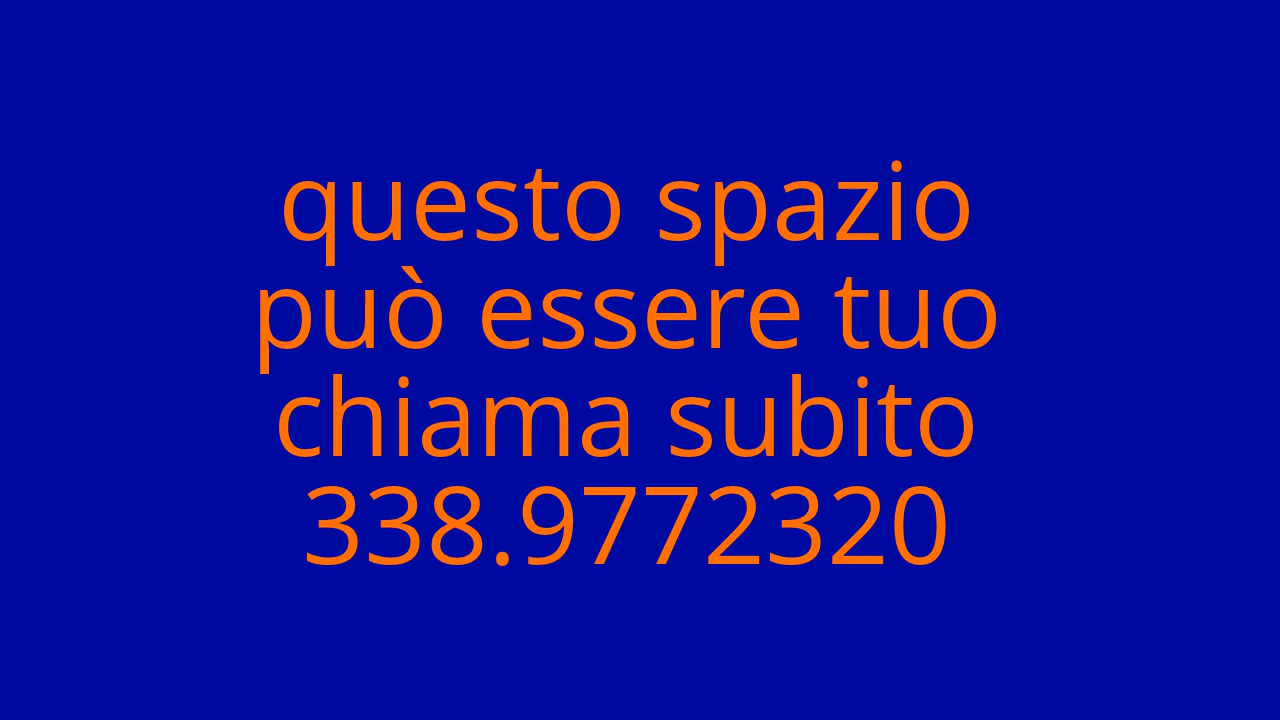 questo spazio
può essere tuo
chiama subito
338.9772320